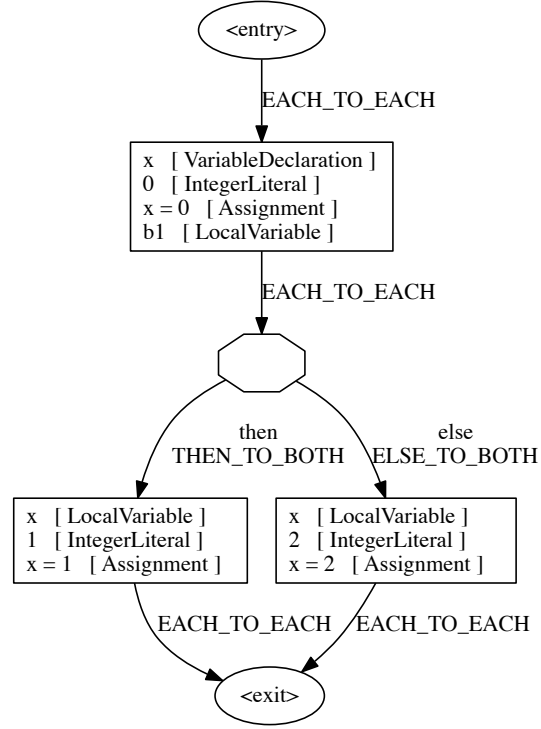 <entry>
EACH_TO_EACH
x [ VariableDeclaration ]
0 [ IntegerLiteral ]
x = 0 [ Assignment ]
b1 [ LocalVariable ]
EACH_TO_EACH
then
THEN_TO_BOTH
else
ELSE_TO_BOTH
x [ LocalVariable ]
1 [ IntegerLiteral ]
x = 1 [ Assignment ]
x [ LocalVariable ]
2 [ IntegerLiteral ]
x = 2 [ Assignment ]
EACH_TO_EACH
EACH_TO_EACH
<exit>